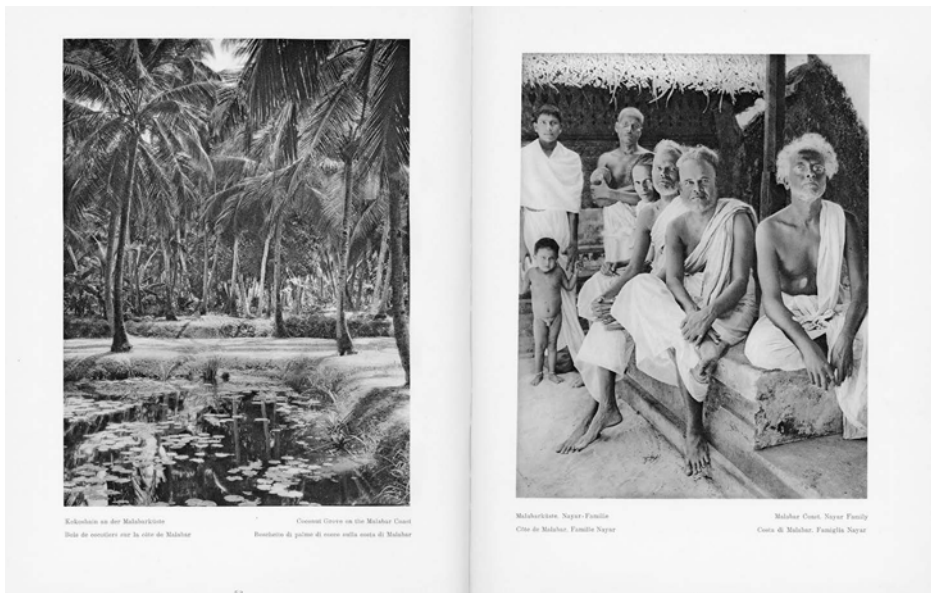 Kokoshain an der Malabarküste
Coconut Grove on the Malabar Coast
Bois de cocotiers sur la côte de Malabar
Boschetto di palme di cocco sulla costa di Malabar
Malabarküste. Nayar-Familie
Malabar Coast. Nayar Family
Côte de Malabar. Famille Nayar
Costa di Malabar. Famiglia Nayar